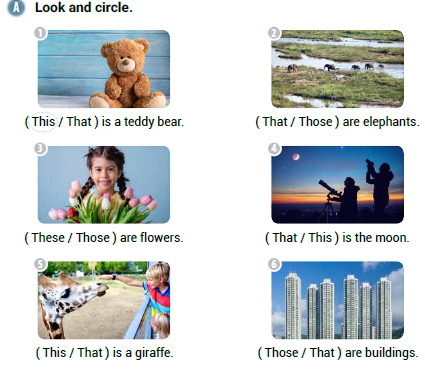 A Look and circle.
1 2
( This / That ) is a teddy bear. ( That / Those ) are elephants.
3 4
( These / Those ) are flowers. ( That / This ) is the moon.
5 6
( This / That ) is a giraffe. ( Those / That ) are buildings.